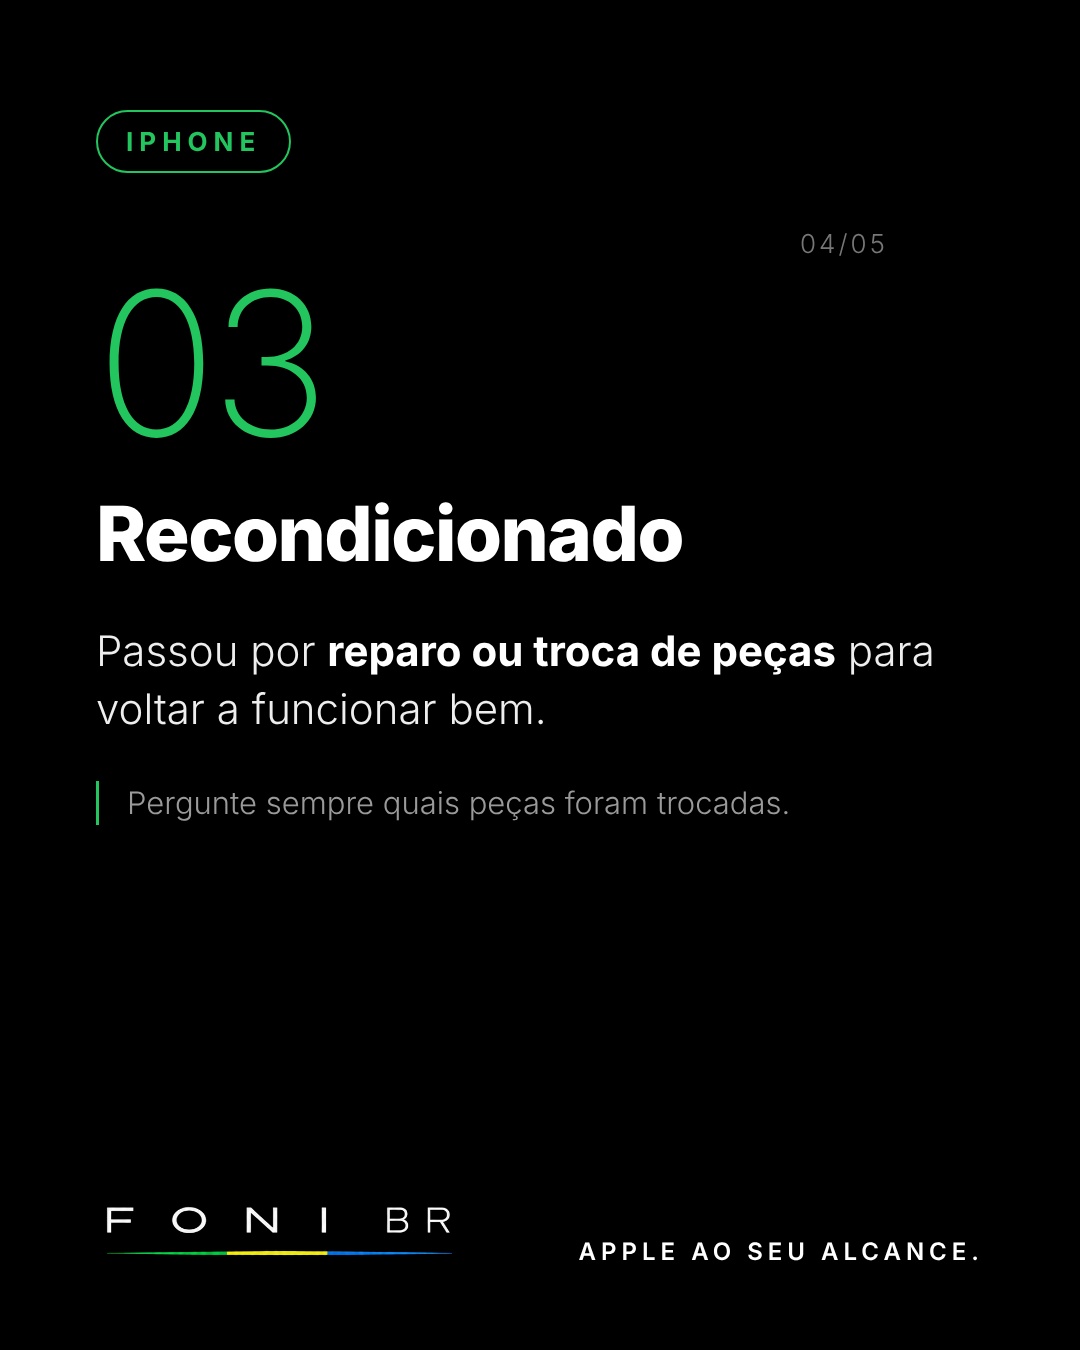 IPHONE
04/05
03
Recondicionado
Passou por reparo ou troca de peças para
voltar a funcionar bem.
Pergunte sempre quais peças foram trocadas.
FONI BR
APPLE AO SEU ALCANCE.